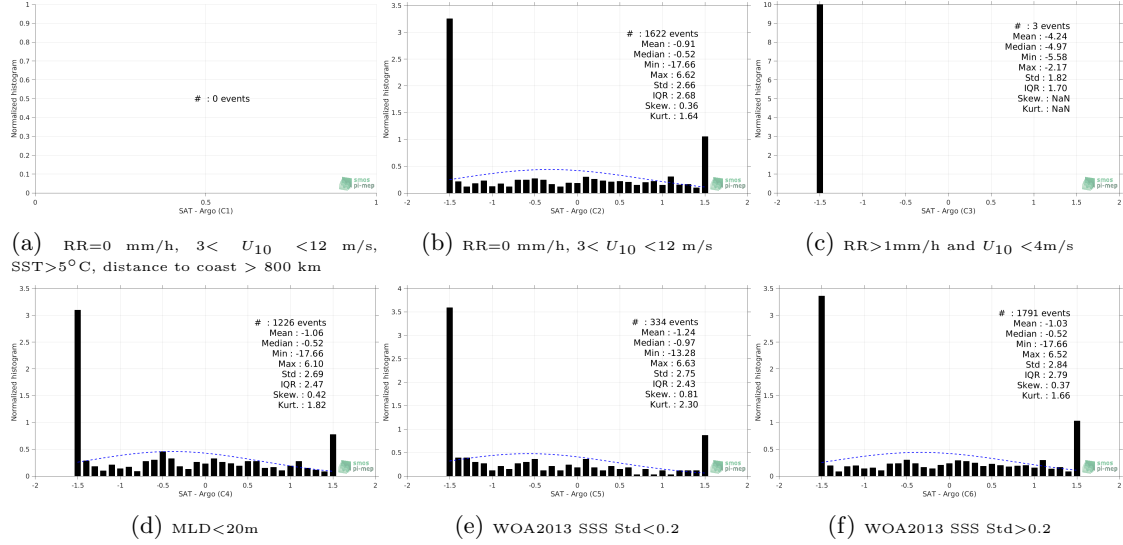 1
0.9
0.8
0.7
0.6
0.5
0.4
0.3
0.2
0.1
0
Normalized histogram
# : 0 events
0 0.5 1
SAT - Argo (C1)
smos
pi-mep
(a) RR=0 mm/h, 3< U10 <12 m/s,
SST>5°C, distance to coast > 800 km
3.5
3
2.5
2
1.5
1
0.5
0
Normalized histogram
# : 1622 events
Mean : -0.91
Median : -0.52
Min : -17.66
Max : 6.62
Std : 2.66
IQR : 2.68
Skew. : 0.36
Kurt. : 1.64
-2 -1.5 -1 -0.5 0 0.5 1 1.5 2
SAT - Argo (C2)
smos
pi-mep
(b) RR=0 mm/h, 3< U10 <12 m/s
10
9
8
7
6
5
4
3
2
1
0
Normalized histogram
# : 3 events
Mean : -4.24
Median : -4.97
Min : -5.58
Max : -2.17
Std : 1.82
IQR : 1.70
Skew. : NaN
Kurt. : NaN
-2 -1.5 -1 -0.5 0 0.5 1 1.5 2
SAT - Argo (C3)
smos
pi-mep
(c) RR>1mm/h and U10 <4m/s
3.5
3
2.5
2
1.5
1
0.5
0
Normalized histogram
# : 1226 events
Mean : -1.06
Median : -0.52
Min : -17.66
Max : 6.10
Std : 2.69
IQR : 2.47
Skew. : 0.42
Kurt. : 1.82
-2 -1.5 -1 -0.5 0 0.5 1 1.5 2
SAT - Argo (C4)
smos
pi-mep
(d) MLD<20m
4
3.5
3
2.5
2
1.5
1
0.5
0
Normalized histogram
# : 334 events
Mean : -1.24
Median : -0.97
Min : -13.28
Max : 6.63
Std : 2.75
IQR : 2.43
Skew. : 0.81
Kurt. : 2.30
-2 -1.5 -1 -0.5 0 0.5 1 1.5 2
SAT - Argo (C5)
smos
pi-mep
(e) WOA2013 SSS Std<0.2
3.5
3
2.5
2
1.5
1
0.5
0
Normalized histogram
# : 1791 events
Mean : -1.03
Median : -0.52
Min : -17.66
Max : 6.52
Std : 2.84
IQR : 2.79
Skew. : 0.37
Kurt. : 1.66
-2 -1.5 -1 -0.5 0 0.5 1 1.5 2
SAT - Argo (C6)
smos
pi-mep
(f) WOA2013 SSS Std>0.2